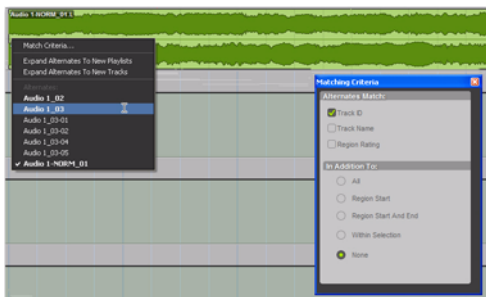 Audio 1-NORM_01.1
Match Criteria...
Expand Alternates To New Playlists
Expand Alternates To New Tracks
Alternates:
Audio 1_02
Audio 1_03
Audio 1_03-01
Audio 1_03-02
Audio 1_03-04
Audio 1_03-05
Audio 1-NORM_01
Matching Criteria
Alternates Match:
Track ID
Track Name
Region Rating
In Addition To:
All
Region Start
Region Start And End
Within Selection
None